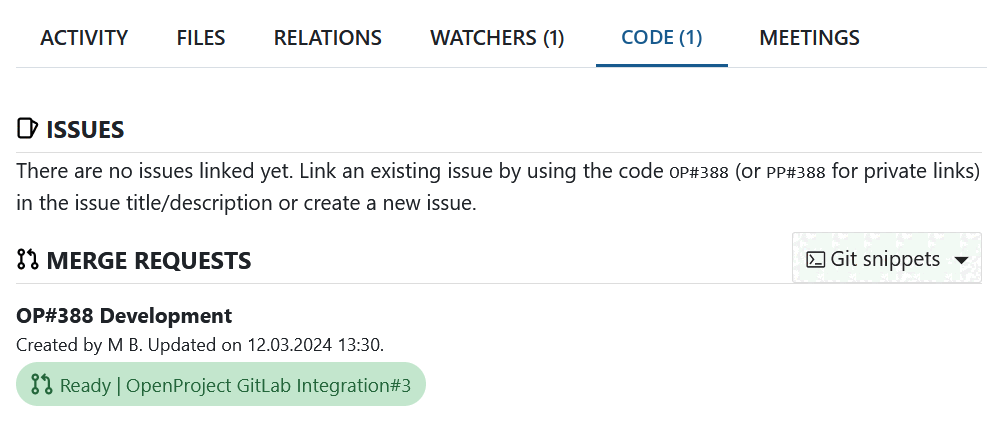 ACTIVITY FILES RELATIONS WATCHERS (1) CODE (1) MEETINGS
ISSUES
There are no issues linked yet. Link an existing issue by using the code OP#388 (or PP#388 for private links)
in the issue title/description or create a new issue.
MERGE REQUESTS Git snippets
OP#388 Development
Created by M B. Updated on 12.03.2024 13:30.
Ready | OpenProject GitLab Integration#3